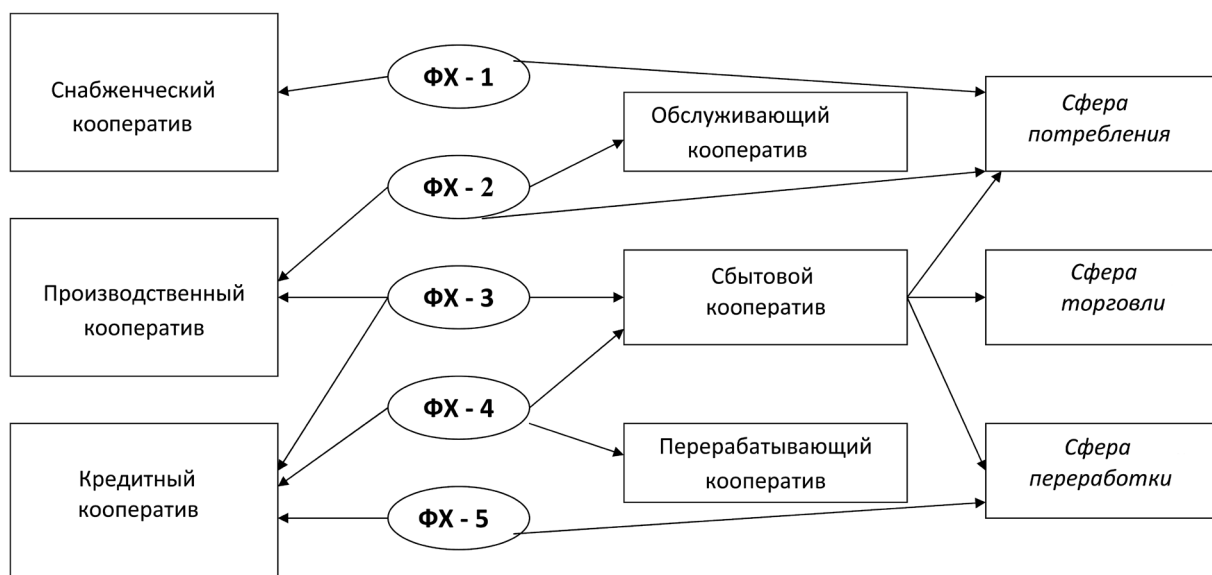 Снабженческий
кооператив
Производственный
кооператив
Кредитный
кооператив
ФХ - 1
ФХ - 2
ФХ - 3
ФХ - 4
ФХ - 5
Обслуживающий
кооператив
Сбытовой
кооператив
Перерабатывающий
кооператив
Сфера
потребления
Сфера
торговли
Сфера
переработки